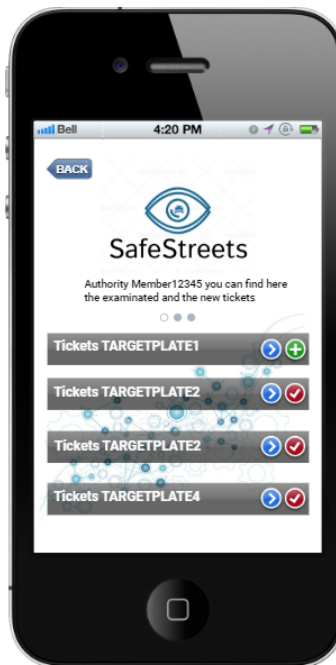 Bell 4:20 PM
BACK
SafeStreets
Authority Member12345 you can find here
the examinated and the new tickets
Tickets TARGETPLATE1
Tickets TARGETPLATE2
Tickets TARGETPLATE2
Tickets TARGETPLATE4